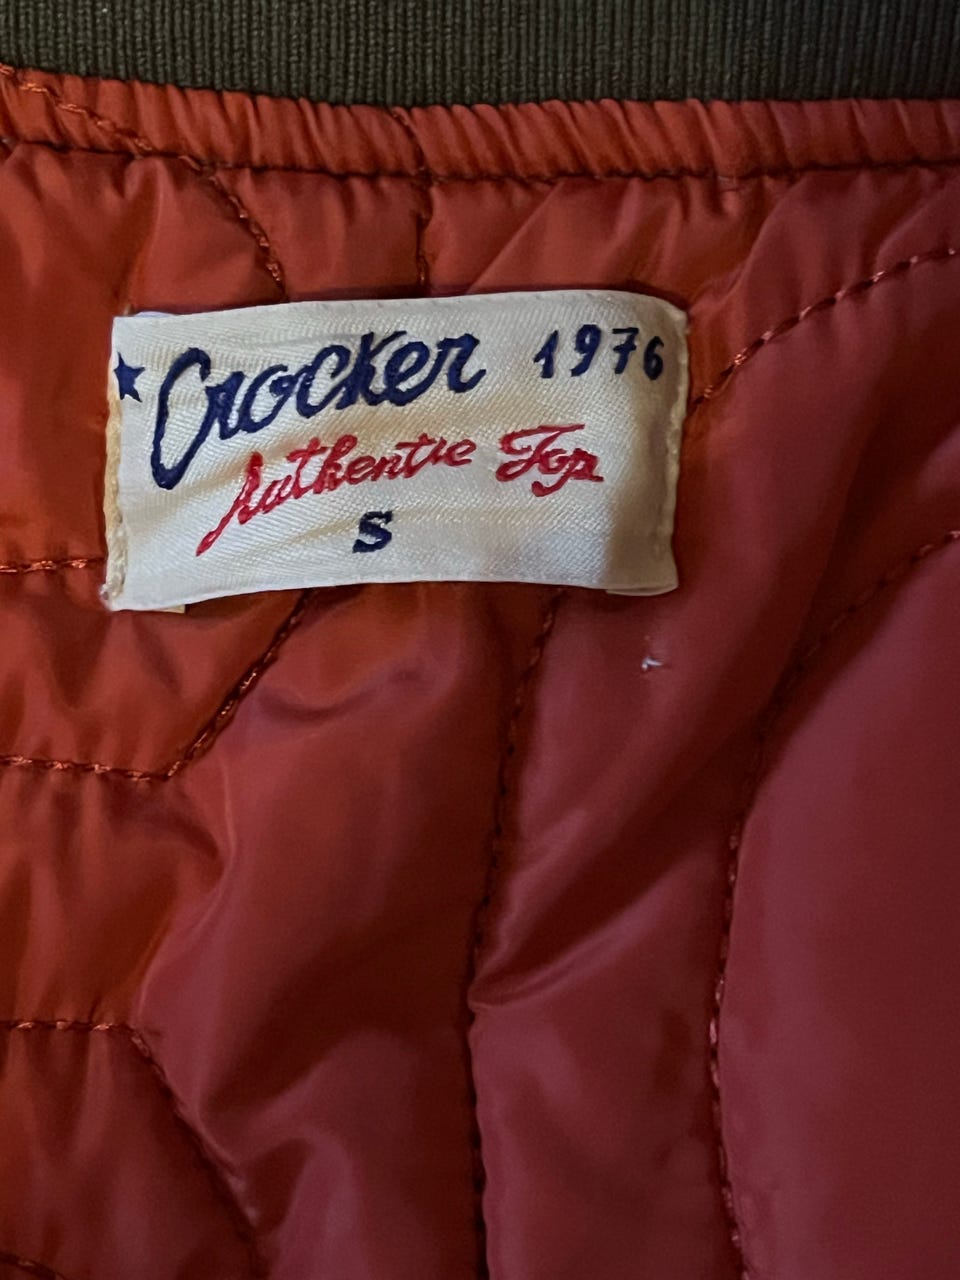 ★ Crocker 1976
Authentic Top
S